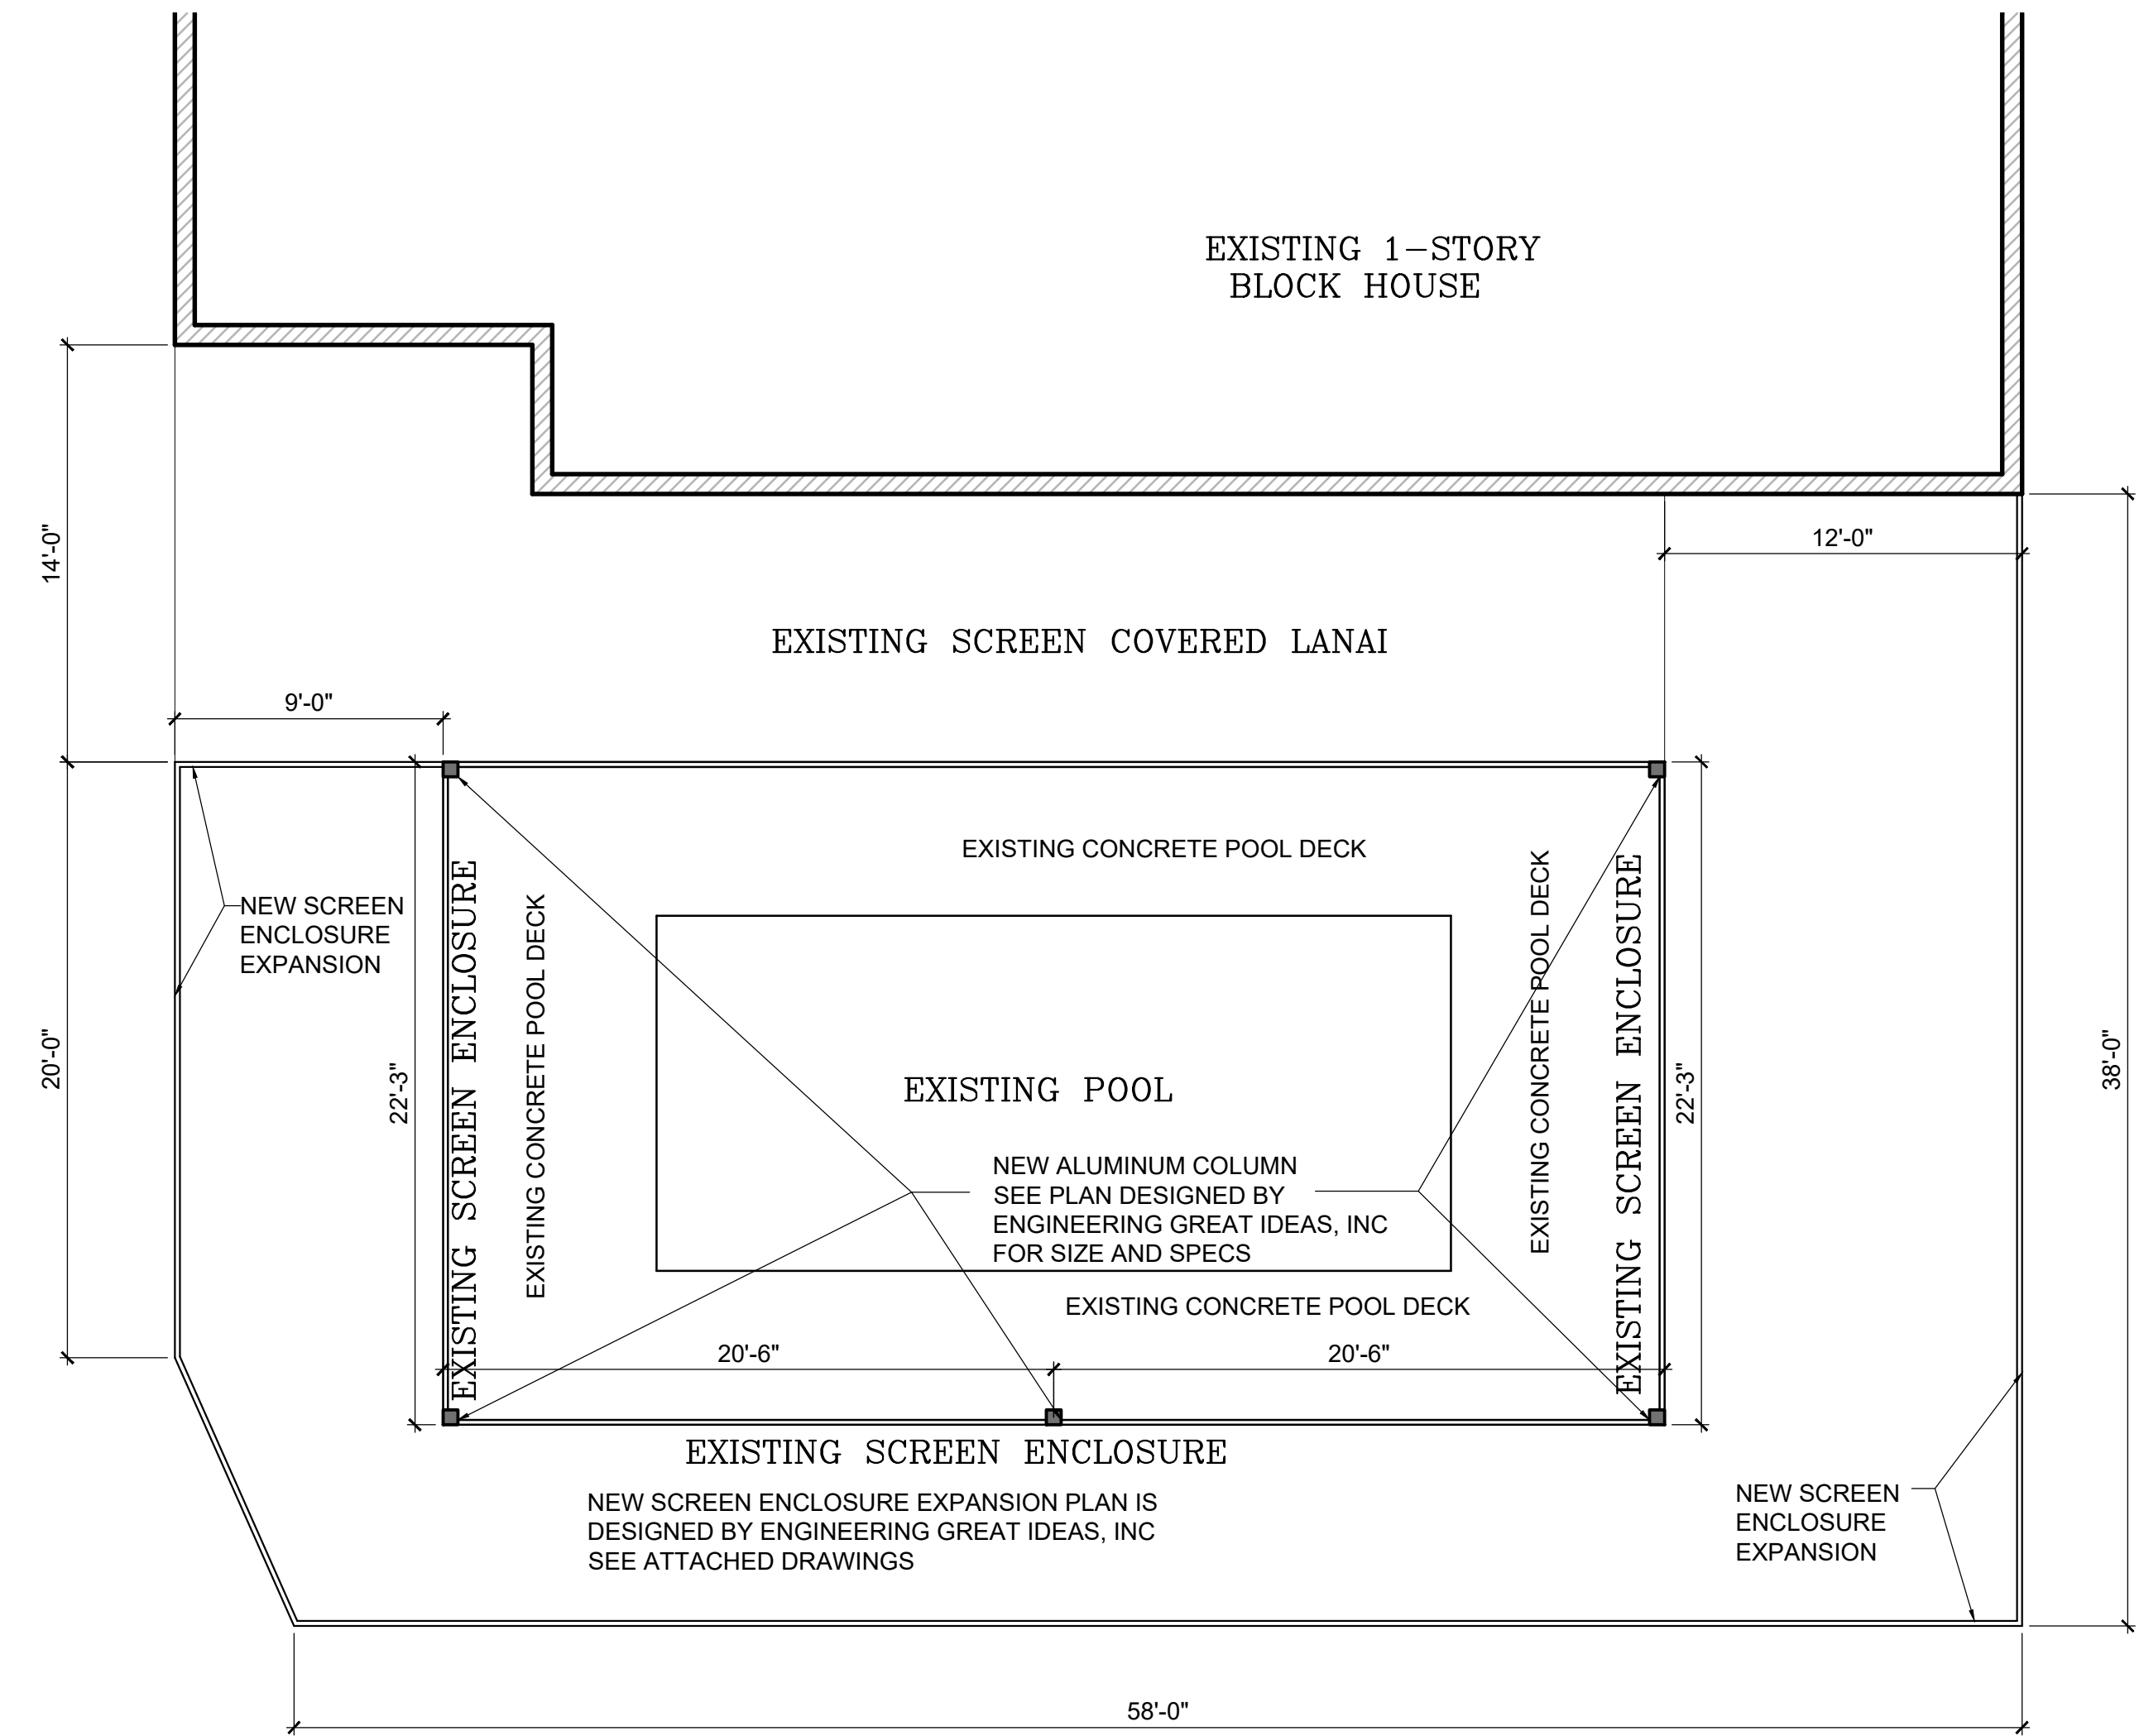 EXISTING 1-STORY
BLOCK HOUSE
14'-0"
12'-0"
EXISTING SCREEN COVERED LANAI
9'-0"
EXISTING CONCRETE POOL DECK
NEW SCREEN
ENCLOSURE
EXPANSION
EXISTING SCREEN ENCLOSURE
EXISTING CONCRETE POOL DECK
EXISTING CONCRETE POOL DECK
EXISTING SCREEN ENCLOSURE
20'-0"
22'-3"
EXISTING POOL
22'-3"
38'-0"
NEW ALUMINUM COLUMN
SEE PLAN DESIGNED BY
ENGINEERING GREAT IDEAS, INC
FOR SIZE AND SPECS
EXISTING CONCRETE POOL DECK
20'-6"
20'-6"
EXISTING SCREEN ENCLOSURE
NEW SCREEN ENCLOSURE EXPANSION PLAN IS
DESIGNED BY ENGINEERING GREAT IDEAS, INC
SEE ATTACHED DRAWINGS
NEW SCREEN
ENCLOSURE
EXPANSION
58'-0"